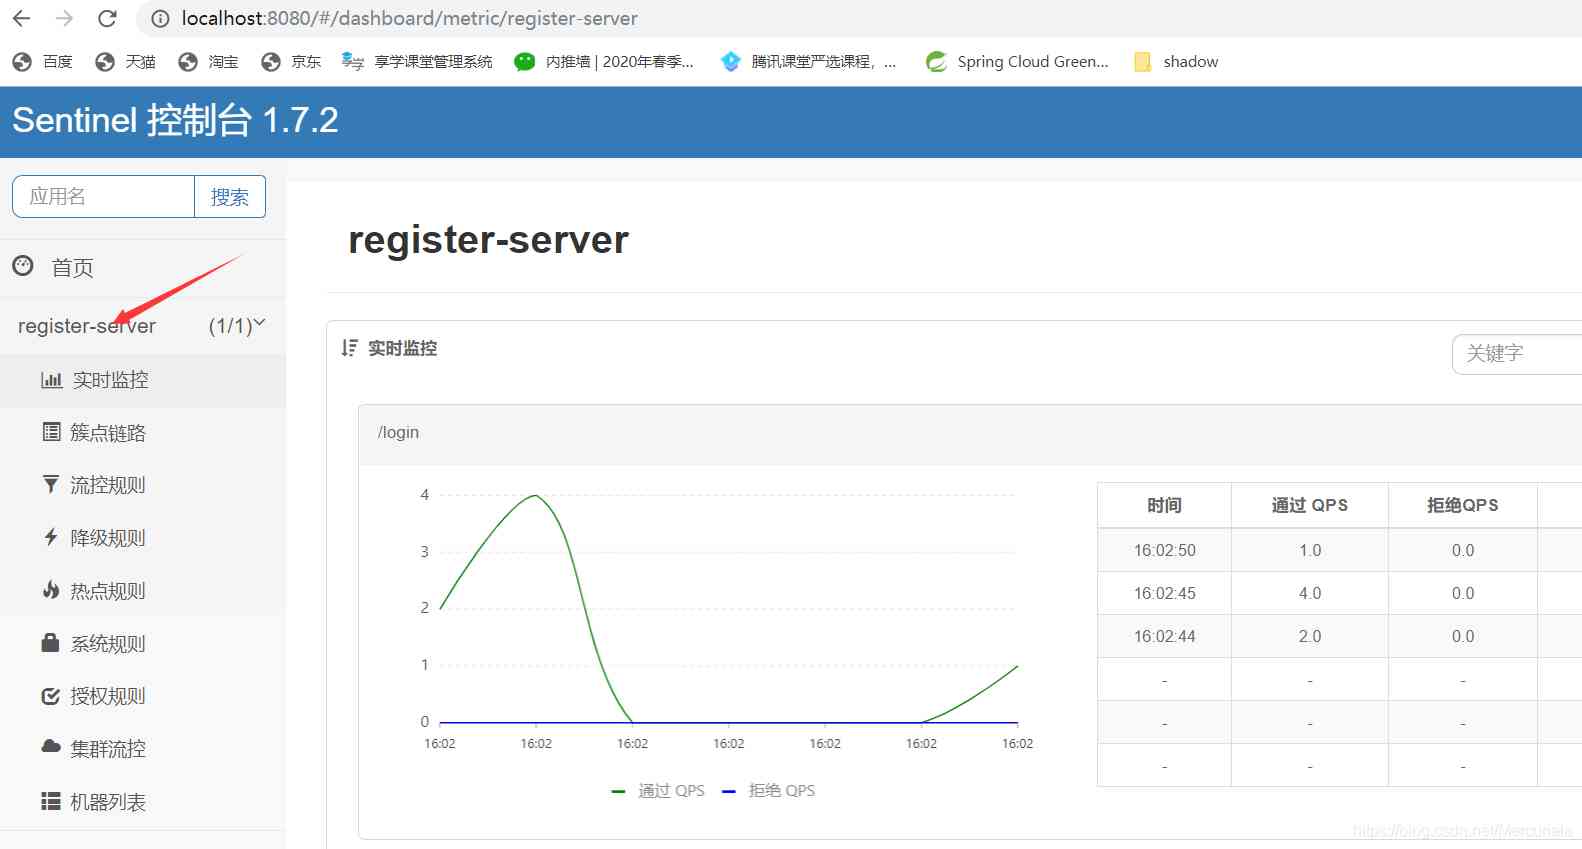 localhost:8080/#/dashboard/metric/register-server
百度 天猫 淘宝 京东 享学课堂管理系统 内推墙 | 2020年春季... 腾讯课堂严选课程，... Spring Cloud Green... shadow
Sentinel 控制台 1.7.2
应用名 搜索
首页
register-server (1/1)
实时监控
簇点链路
流控规则
降级规则
热点规则
系统规则
授权规则
集群流控
机器列表
register-server
实时监控 关键字
/login
4
3
2
1
0
16:02 16:02 16:02 16:02 16:02 16:02 16:02
通过 QPS 拒绝 QPS
时间 通过 QPS 拒绝QPS
16:02:50 1.0 0.0
16:02:45 4.0 0.0
16:02:44 2.0 0.0
- - -
- - -
- - -